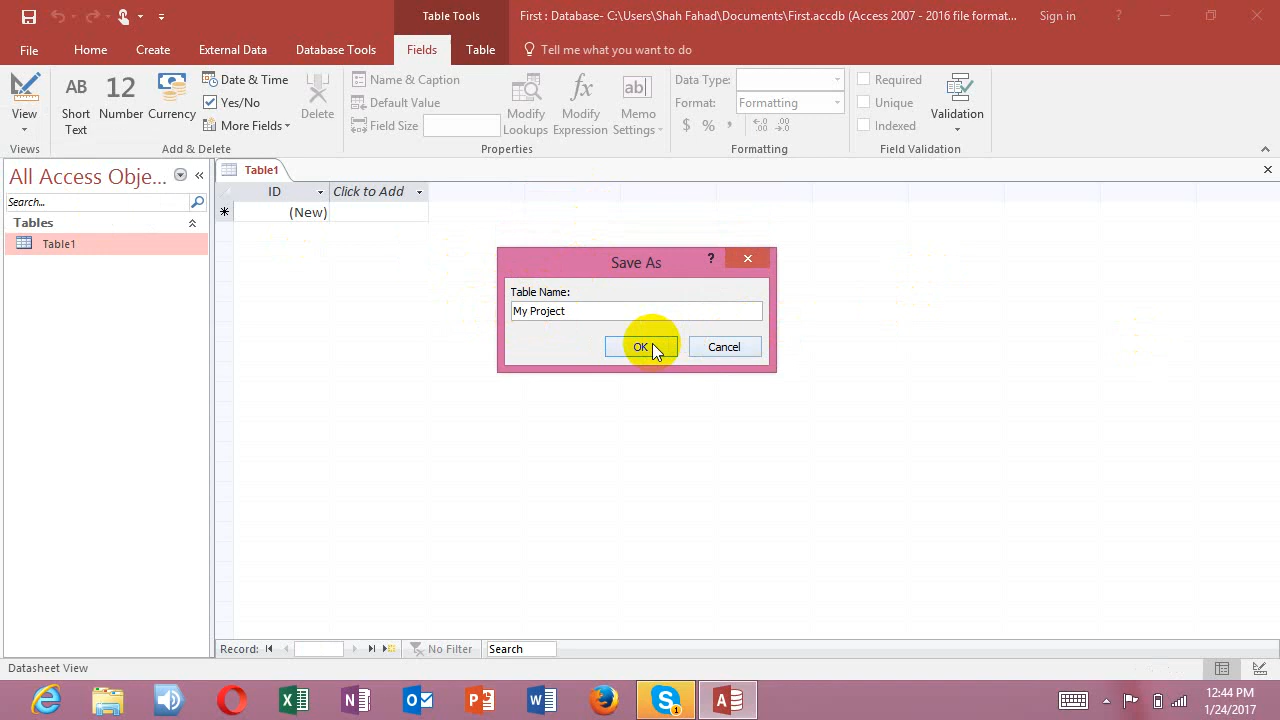 Table Tools
First : Database- C:\Users\Shah Fahad\Documents\First.accdb (Access 2007 - 2016 file format...
Sign in
?
File
Home
Create
External Data
Database Tools
Fields
Table
Tell me what you want to do
View
AB
Short
Text
12
Number
Currency
Date & Time
Yes/No
More Fields
Delete
Name & Caption
Default Value
Field Size
Modify
Lookups
fx
Modify
Expression
ab|
Memo
Settings
Data Type:
Format:
Formatting
$ % ,
Required
Unique
Indexed
Validation
Views
Add & Delete
Properties
Formatting
Field Validation
All Access Obje...
Search...
Tables
Table1
Table1
ID
Click to Add
(New)
Save As
?
Table Name:
My Project
OK
Cancel
Record:
No Filter
Search
Datasheet View
12:44 PM
1/24/2017